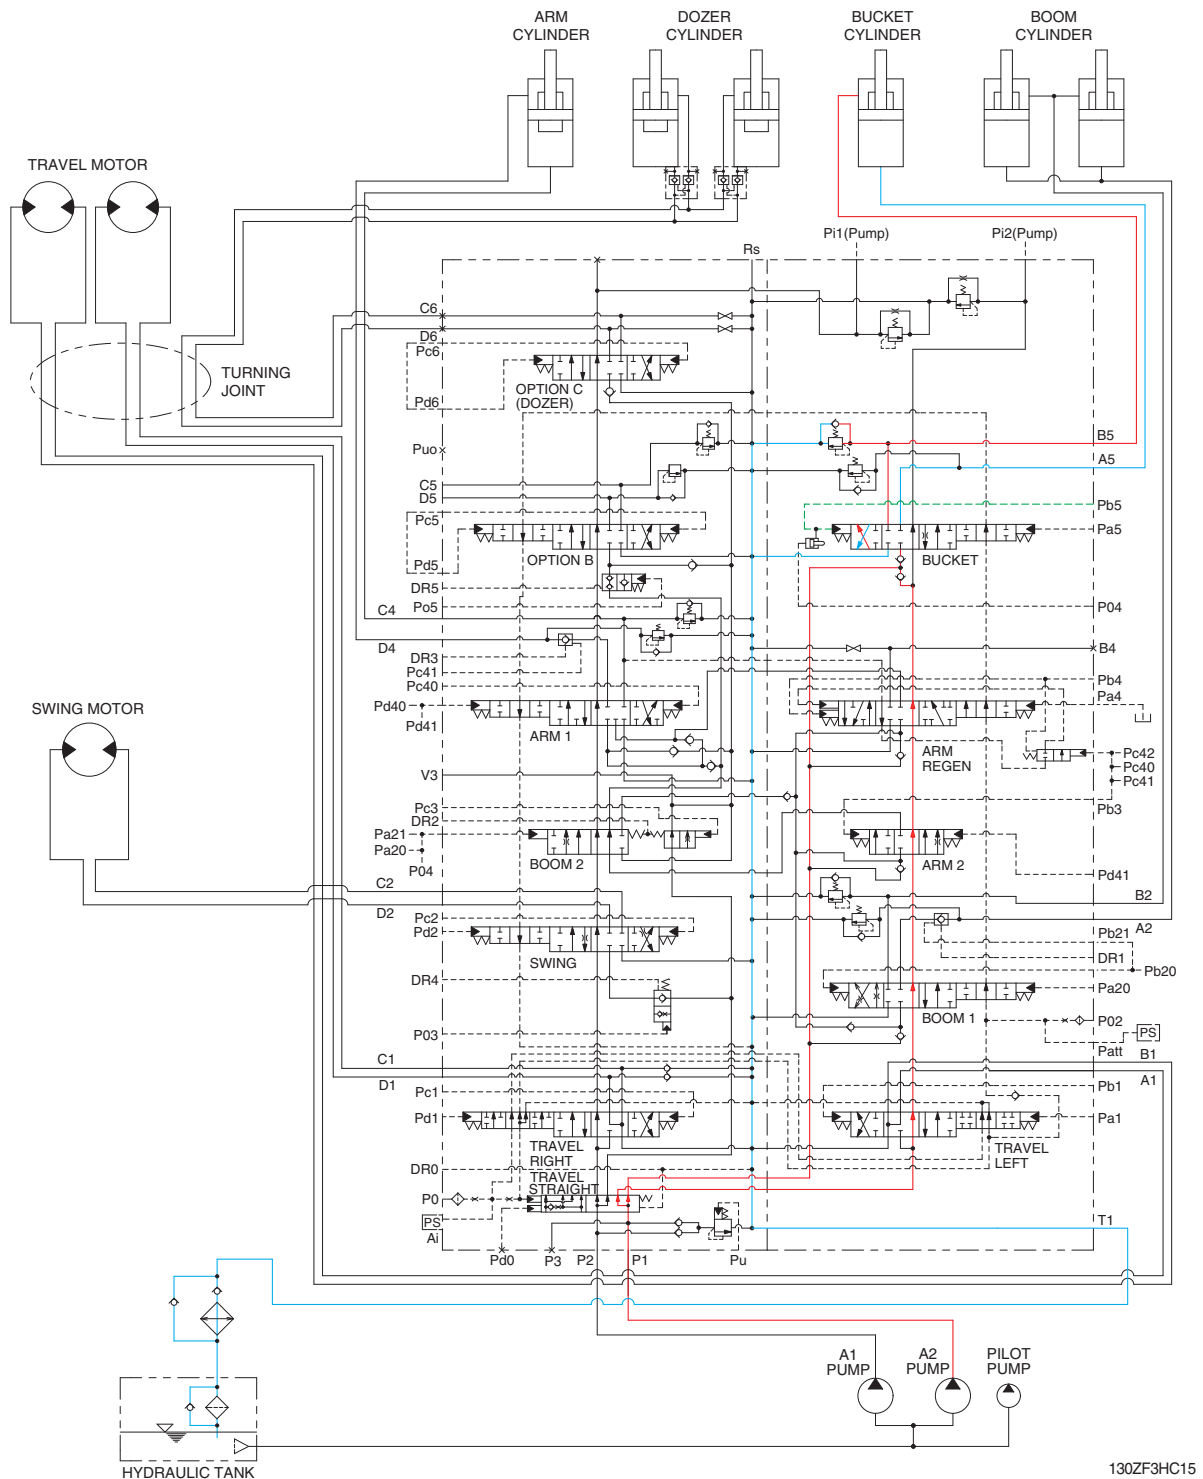 ARM
CYLINDER
DOZER
CYLINDER
BUCKET
CYLINDER
BOOM
CYLINDER
TRAVEL MOTOR
TURNING
JOINT
Rs
Pi1(Pump)
Pi2(Pump)
C6
D6
Pc6
Pd6
OPTION C
(DOZER)
Puo
B5
A5
C5
D5
Pc5
Pd5
OPTION B
Pb5
Pa5
BUCKET
DR5
Po5
P04
C4
D4
B4
DR3
Pc41
Pc40
Pd40
Pd41
ARM 1
Pb4
Pa4
ARM
REGEN
Pc42
Pc40
Pc41
SWING MOTOR
V3
Pc3
DR2
Pa21
Pa20
P04
BOOM 2
Pb3
ARM 2
Pd41
C2
D2
B2
A2
Pc2
Pd2
SWING
Pb21
DR1
Pb20
DR4
Pa20
BOOM 1
P03
P02
PS
Patt
C1
D1
B1
A1
Pc1
Pd1
TRAVEL
RIGHT
Pb1
Pa1
TRAVEL
LEFT
DR0
TRAVEL
STRAIGHT
P0
PS
Ai
T1
Pd0
P3
P2
P1
Pu
A1
PUMP
A2
PUMP
PILOT
PUMP
HYDRAULIC TANK
130ZF3HC15